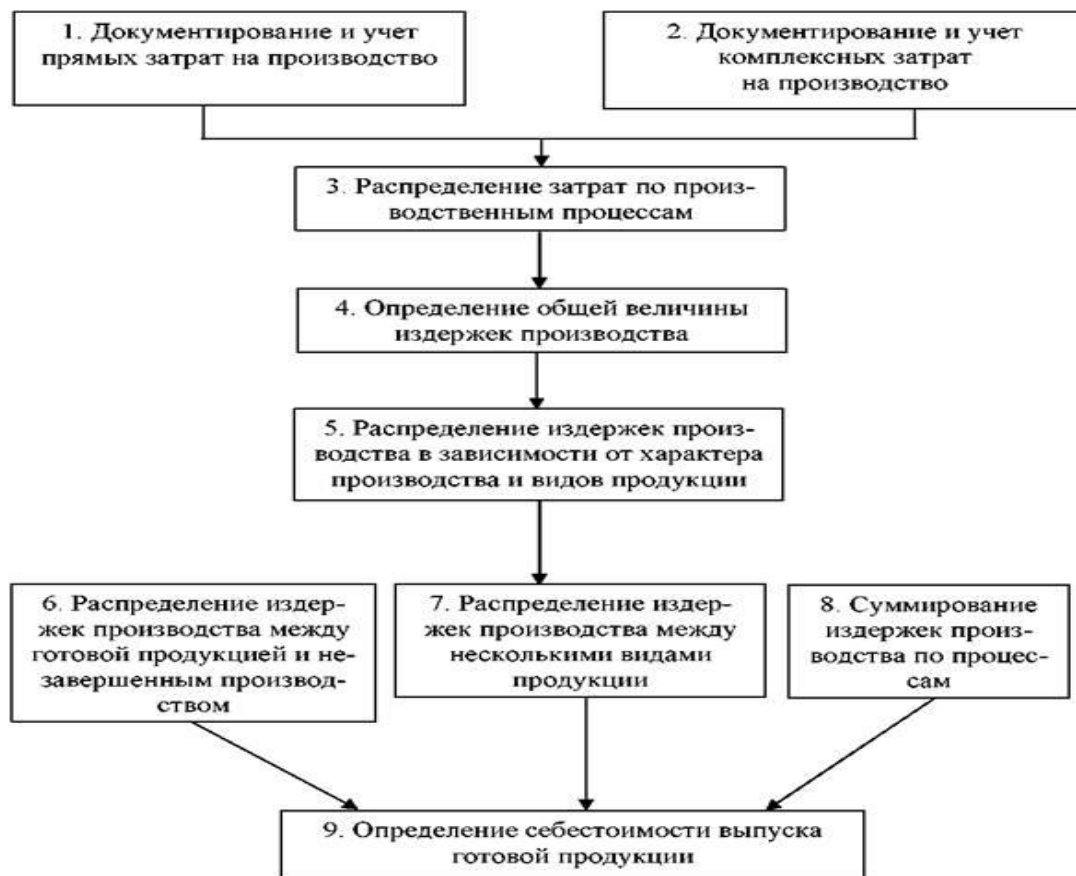 1. Документирование и учет
прямых затрат на производство
2. Документирование и учет
комплексных затрат
на производство
3. Распределение затрат по произ-
водственным процессам
4. Определение общей величины
издержек производства
5. Распределение издержек произ-
водства в зависимости от характера
производства и видов продукции
6. Распределение издер-
жек производства между
готовой продукцией и не-
завершенным производ-
ством
7. Распределение издер-
жек производства между
несколькими видами
продукции
8. Суммирование
издержек произ-
водства по процес-
сам
9. Определение себестоимости выпуска
готовой продукции